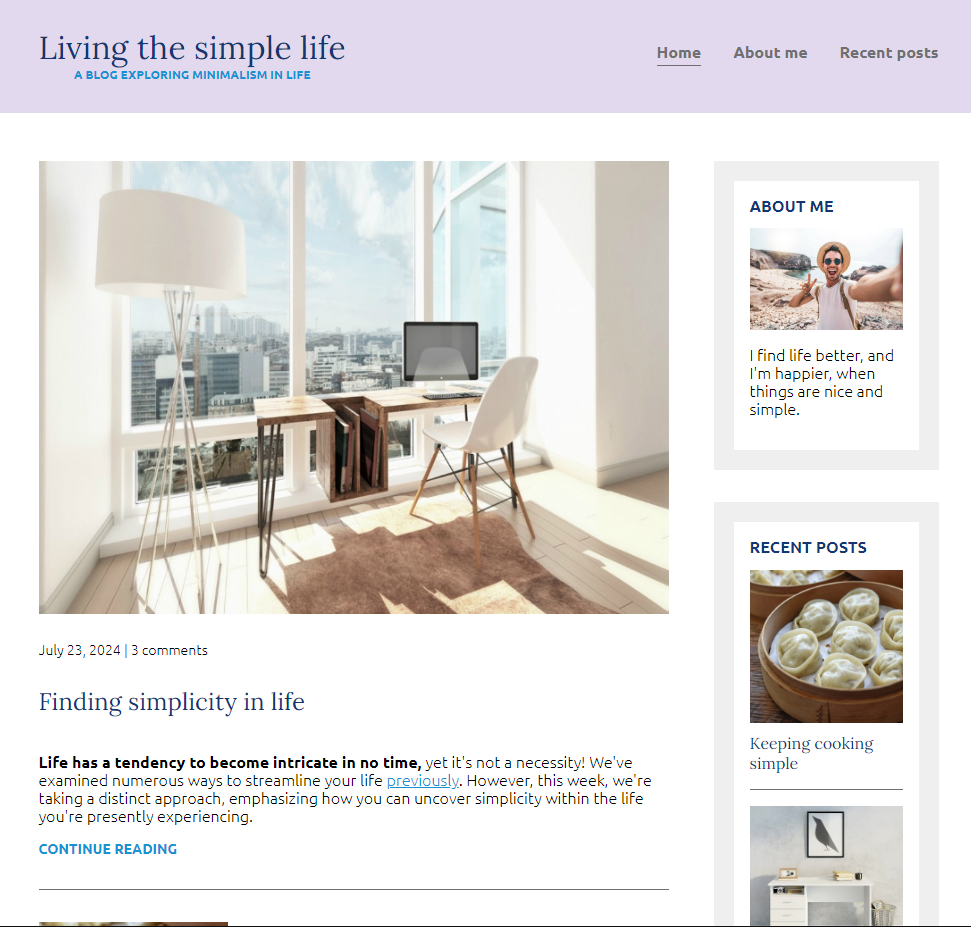 Living the simple life
A BLOG EXPLORING MINIMALISM IN LIFE
Home
About me
Recent posts
July 23, 2024 | 3 comments
Finding simplicity in life
Life has a tendency to become intricate in no time, yet it's not a necessity! We've
examined numerous ways to streamline your life previously. However, this week, we're
taking a distinct approach, emphasizing how you can uncover simplicity within the life
you're presently experiencing.
CONTINUE READING
ABOUT ME
I find life better, and
I'm happier, when
things are nice and
simple.
RECENT POSTS
Keeping cooking
simple